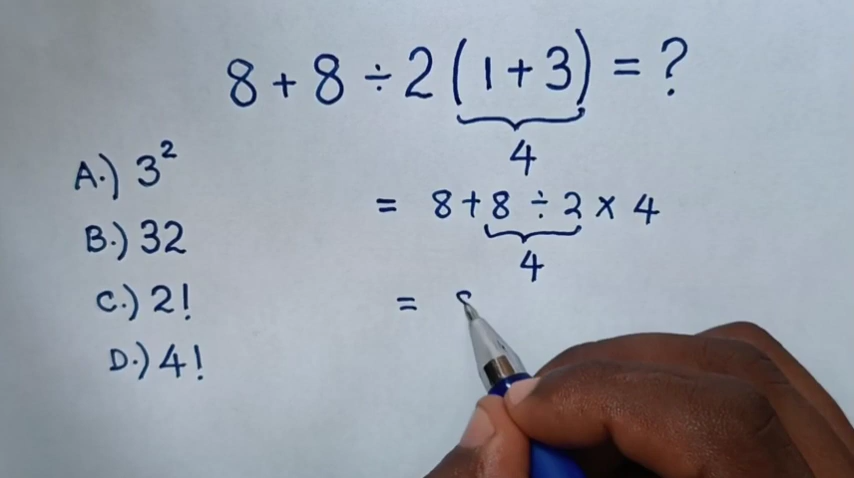 8 + 8 ÷ 2 (1 + 3) = ?
4
A.) 3²
= 8 + 8 ÷ 2 × 4
B.) 32
4
C.) 2!
=
D.) 4!